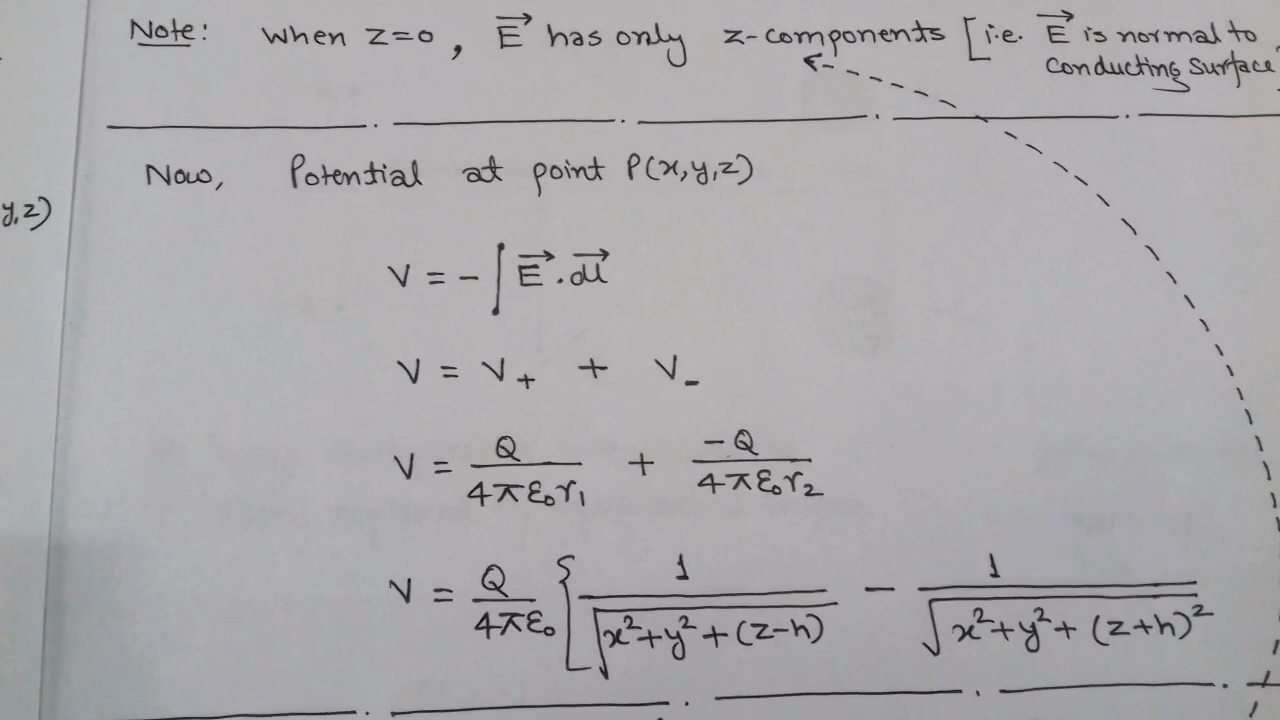 Note: When z=0, E⃗ has only z-components [i.e. E⃗ is normal to
conducting surface]
Now, Potential at point P(x,y,z)
y,z)
V = -∫ E⃗ . dl⃗
V = V₊ + V₋
V = Q/4πε₀r₁ + -Q/4πε₀r₂
V = Q/4πε₀ [ 1/√x²+y²+(z-h) - 1/√x²+y²+(z+h)²